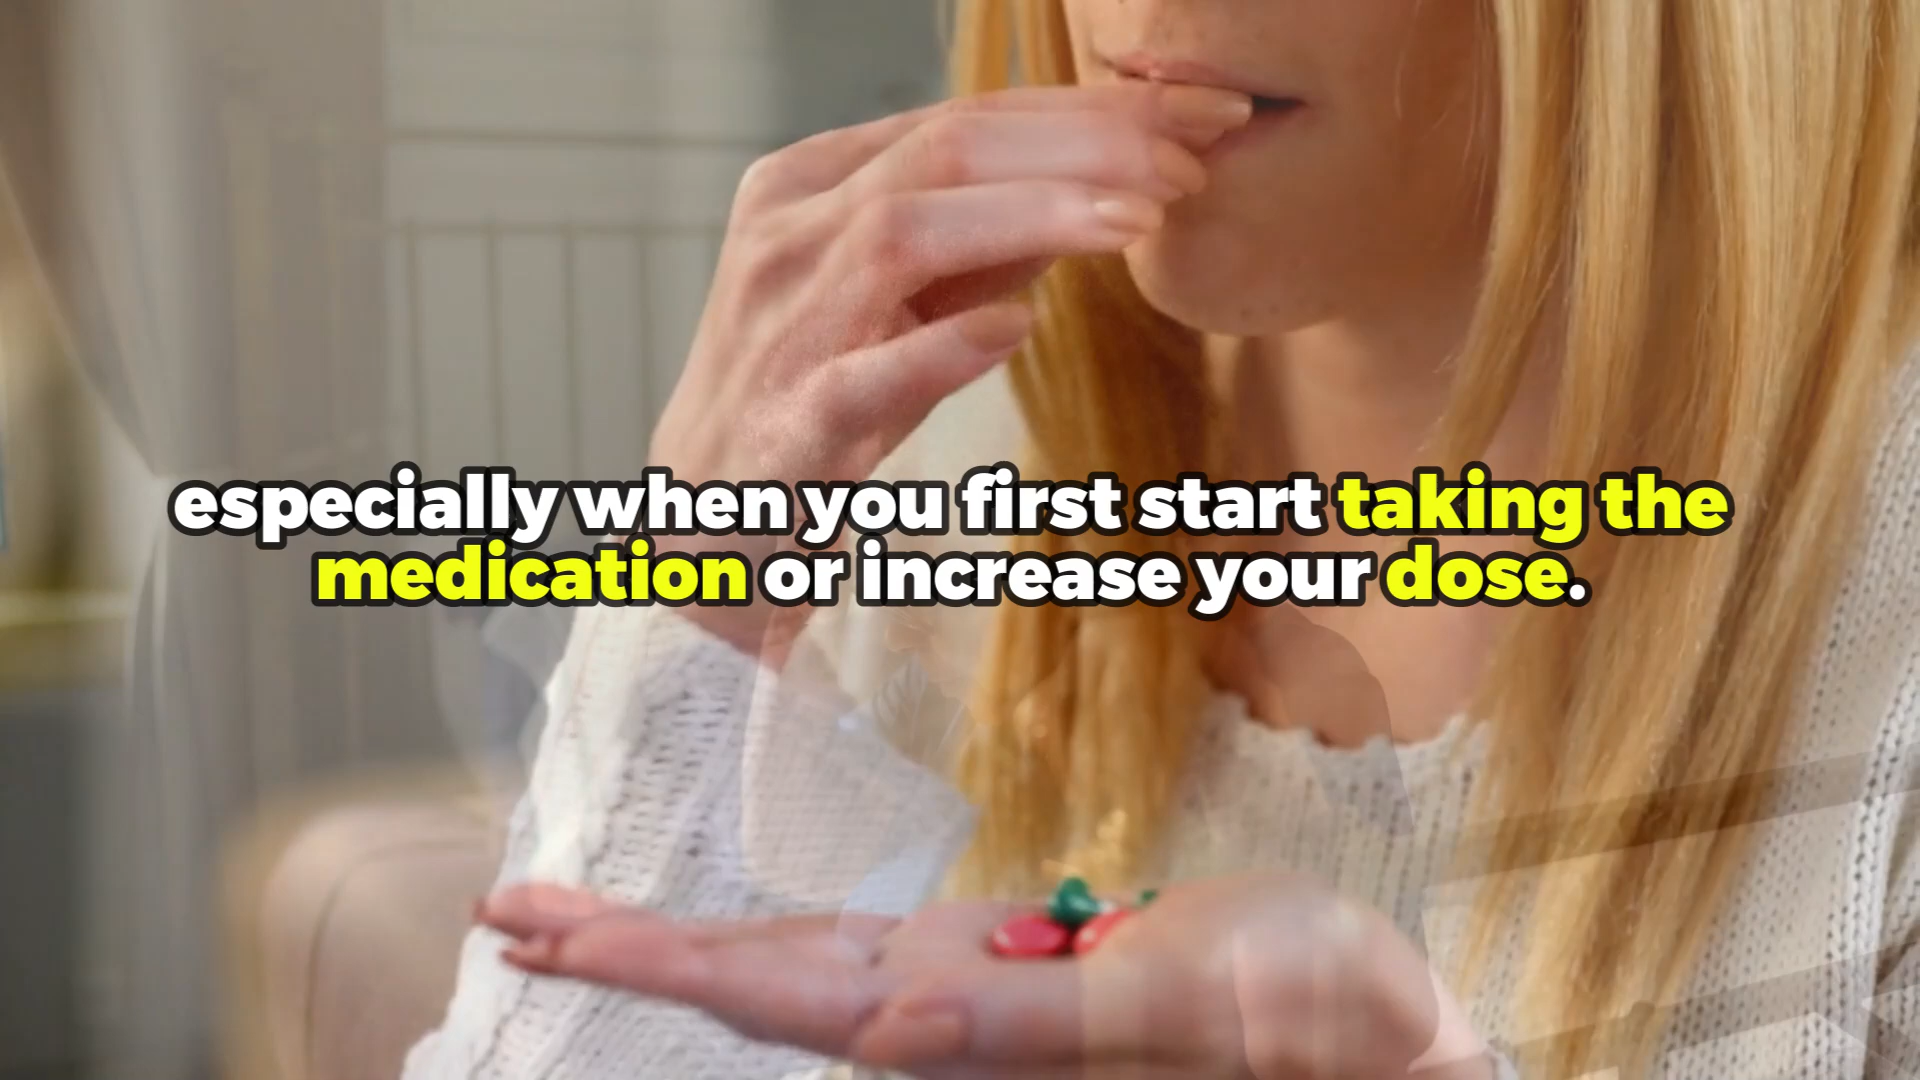 especially when you first start taking the
medication or increase your dose.